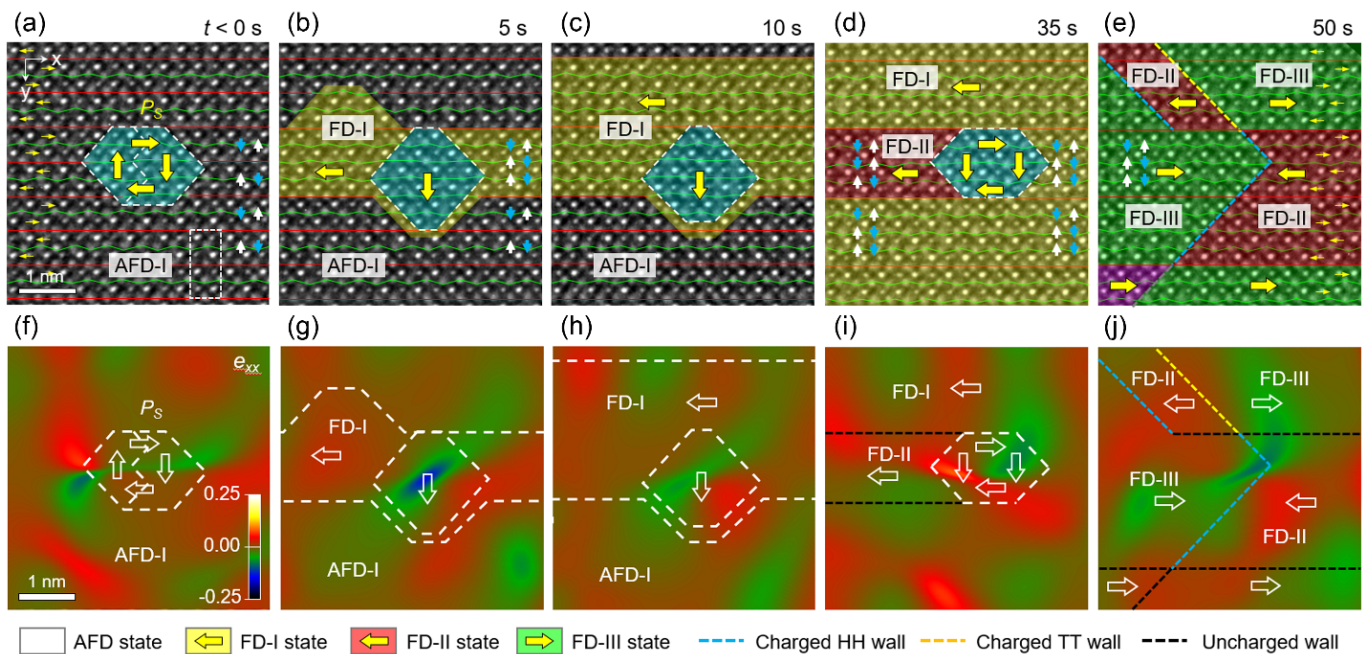 (a) t < 0 s
(b) 5 s
(c) 10 s
(d) 35 s
(e) 50 s
x
y
P_S
AFD-I
1 nm
FD-I
AFD-I
FD-I
AFD-I
FD-I
FD-II
FD-II
FD-III
FD-III
FD-II
(f)
(g)
(h)
(i)
(j)
e_xx
P_S
AFD-I
0.25
0.00
-0.25
1 nm
FD-I
AFD-I
FD-I
AFD-I
FD-I
FD-II
FD-II
FD-III
FD-III
FD-II
AFD state
FD-I state
FD-II state
FD-III state
Charged HH wall
Charged TT wall
Uncharged wall